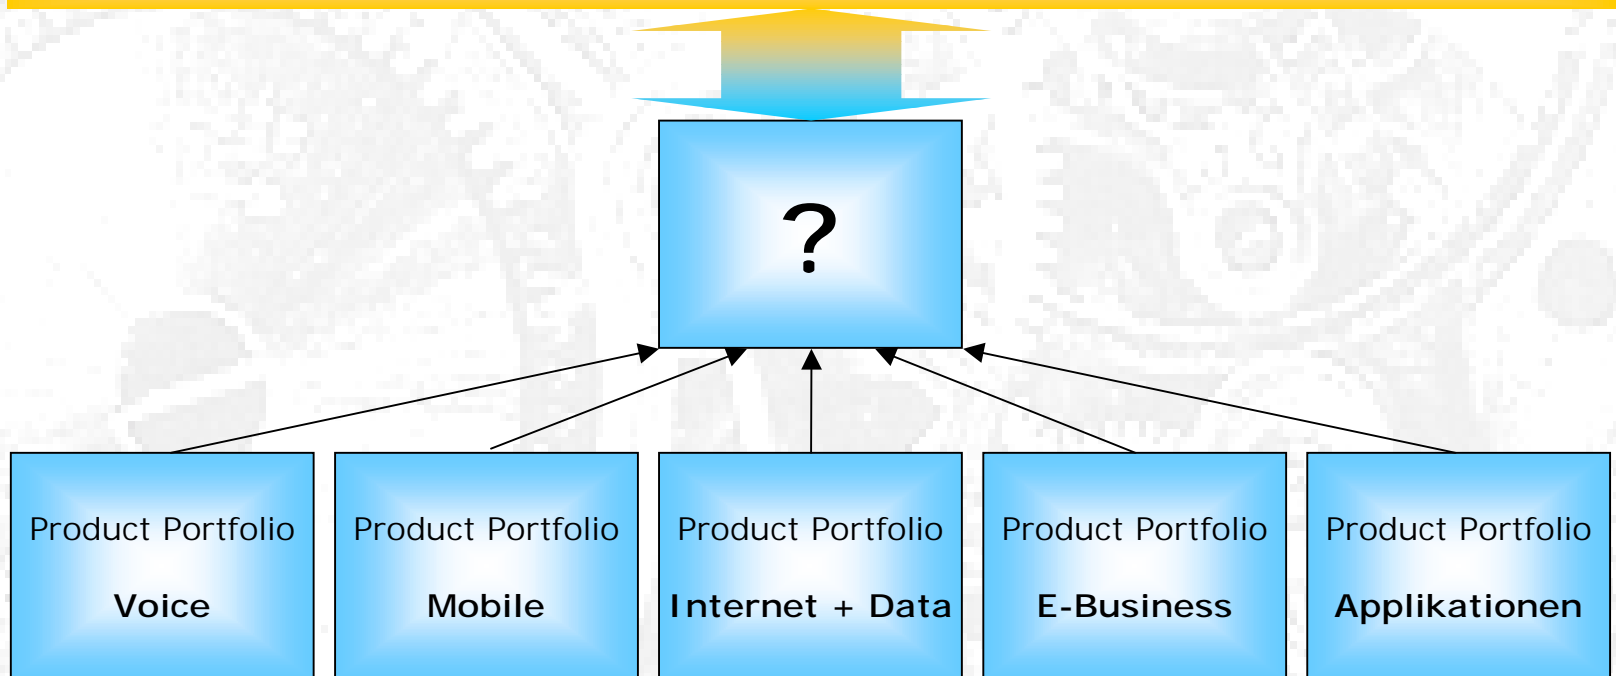 ?
Product Portfolio
Voice
Product Portfolio
Mobile
Product Portfolio
Internet + Data
Product Portfolio
E-Business
Product Portfolio
Applikationen